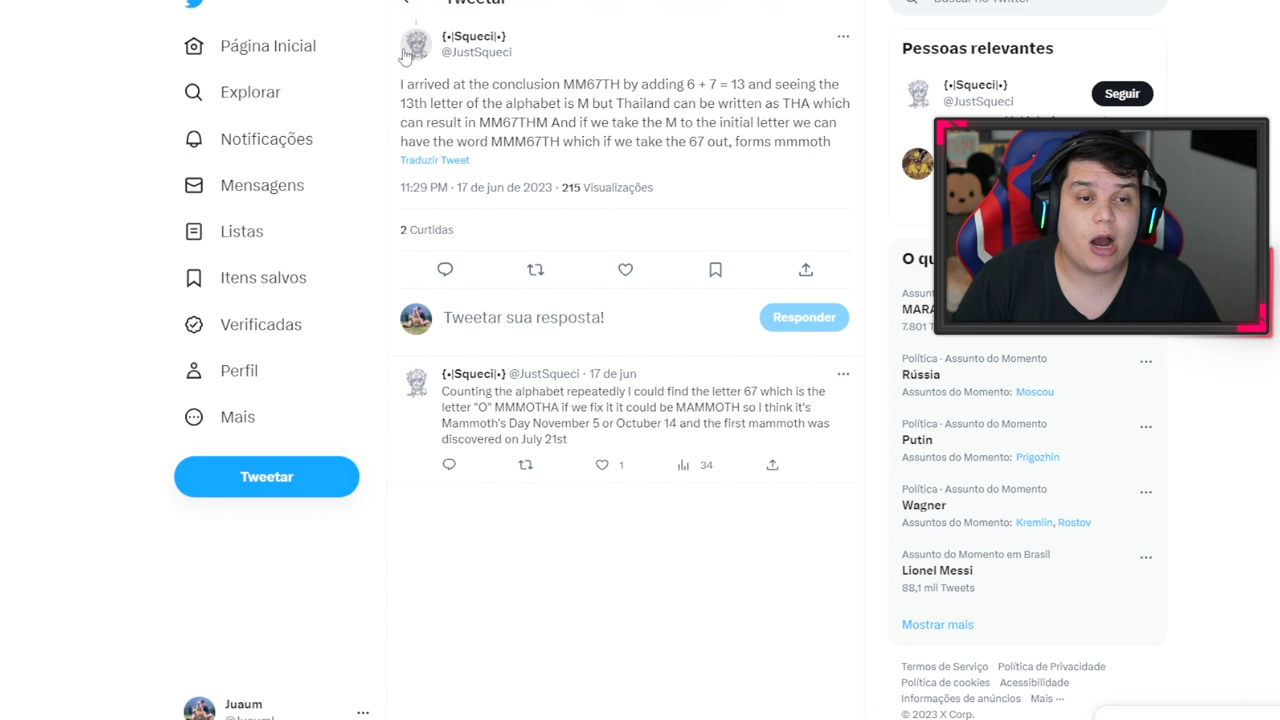 Tweetar
Buscar no Twitter
Página Inicial
Explorar
Notificações
Mensagens
Listas
Itens salvos
Verificadas
Perfil
Mais
Tweetar
Juaum
{•|Squeci|•}
@JustSqueci
I arrived at the conclusion MM67TH by adding 6 + 7 = 13 and seeing the
13th letter of the alphabet is M but Thailand can be written as THA which
can result in MM67THM And if we take the M to the initial letter we can
have the word MMM67TH which if we take the 67 out, forms mmmoth
Traduzir Tweet
11:29 PM · 17 de jun de 2023 · 215 Visualizações
2 Curtidas
Tweetar sua resposta!
Responder
{•|Squeci|•} @JustSqueci · 17 de jun
Counting the alphabet repeatedly I could find the letter 67 which is the
letter "O" MMMOTHA if we fix it it could be MAMMOTH so I think it's
Mammoth's Day November 5 or Octuber 14 and the first mammoth was
discovered on July 21st
1
34
Pessoas relevantes
{•|Squeci|•}
@JustSqueci
Seguir
O qu
Assunt
MARA
7.801 T
Política · Assunto do Momento
Rússia
Assuntos do Momento: Moscou
Política · Assunto do Momento
Putin
Assuntos do Momento: Prigozhin
Política · Assunto do Momento
Wagner
Assuntos do Momento: Kremlin, Rostov
Assunto do Momento em Brasil
Lionel Messi
88,1 mil Tweets
Mostrar mais
Termos de Serviço Política de Privacidade
Política de cookies Acessibilidade
Informações de anúncios Mais ···
© 2023 X Corp.